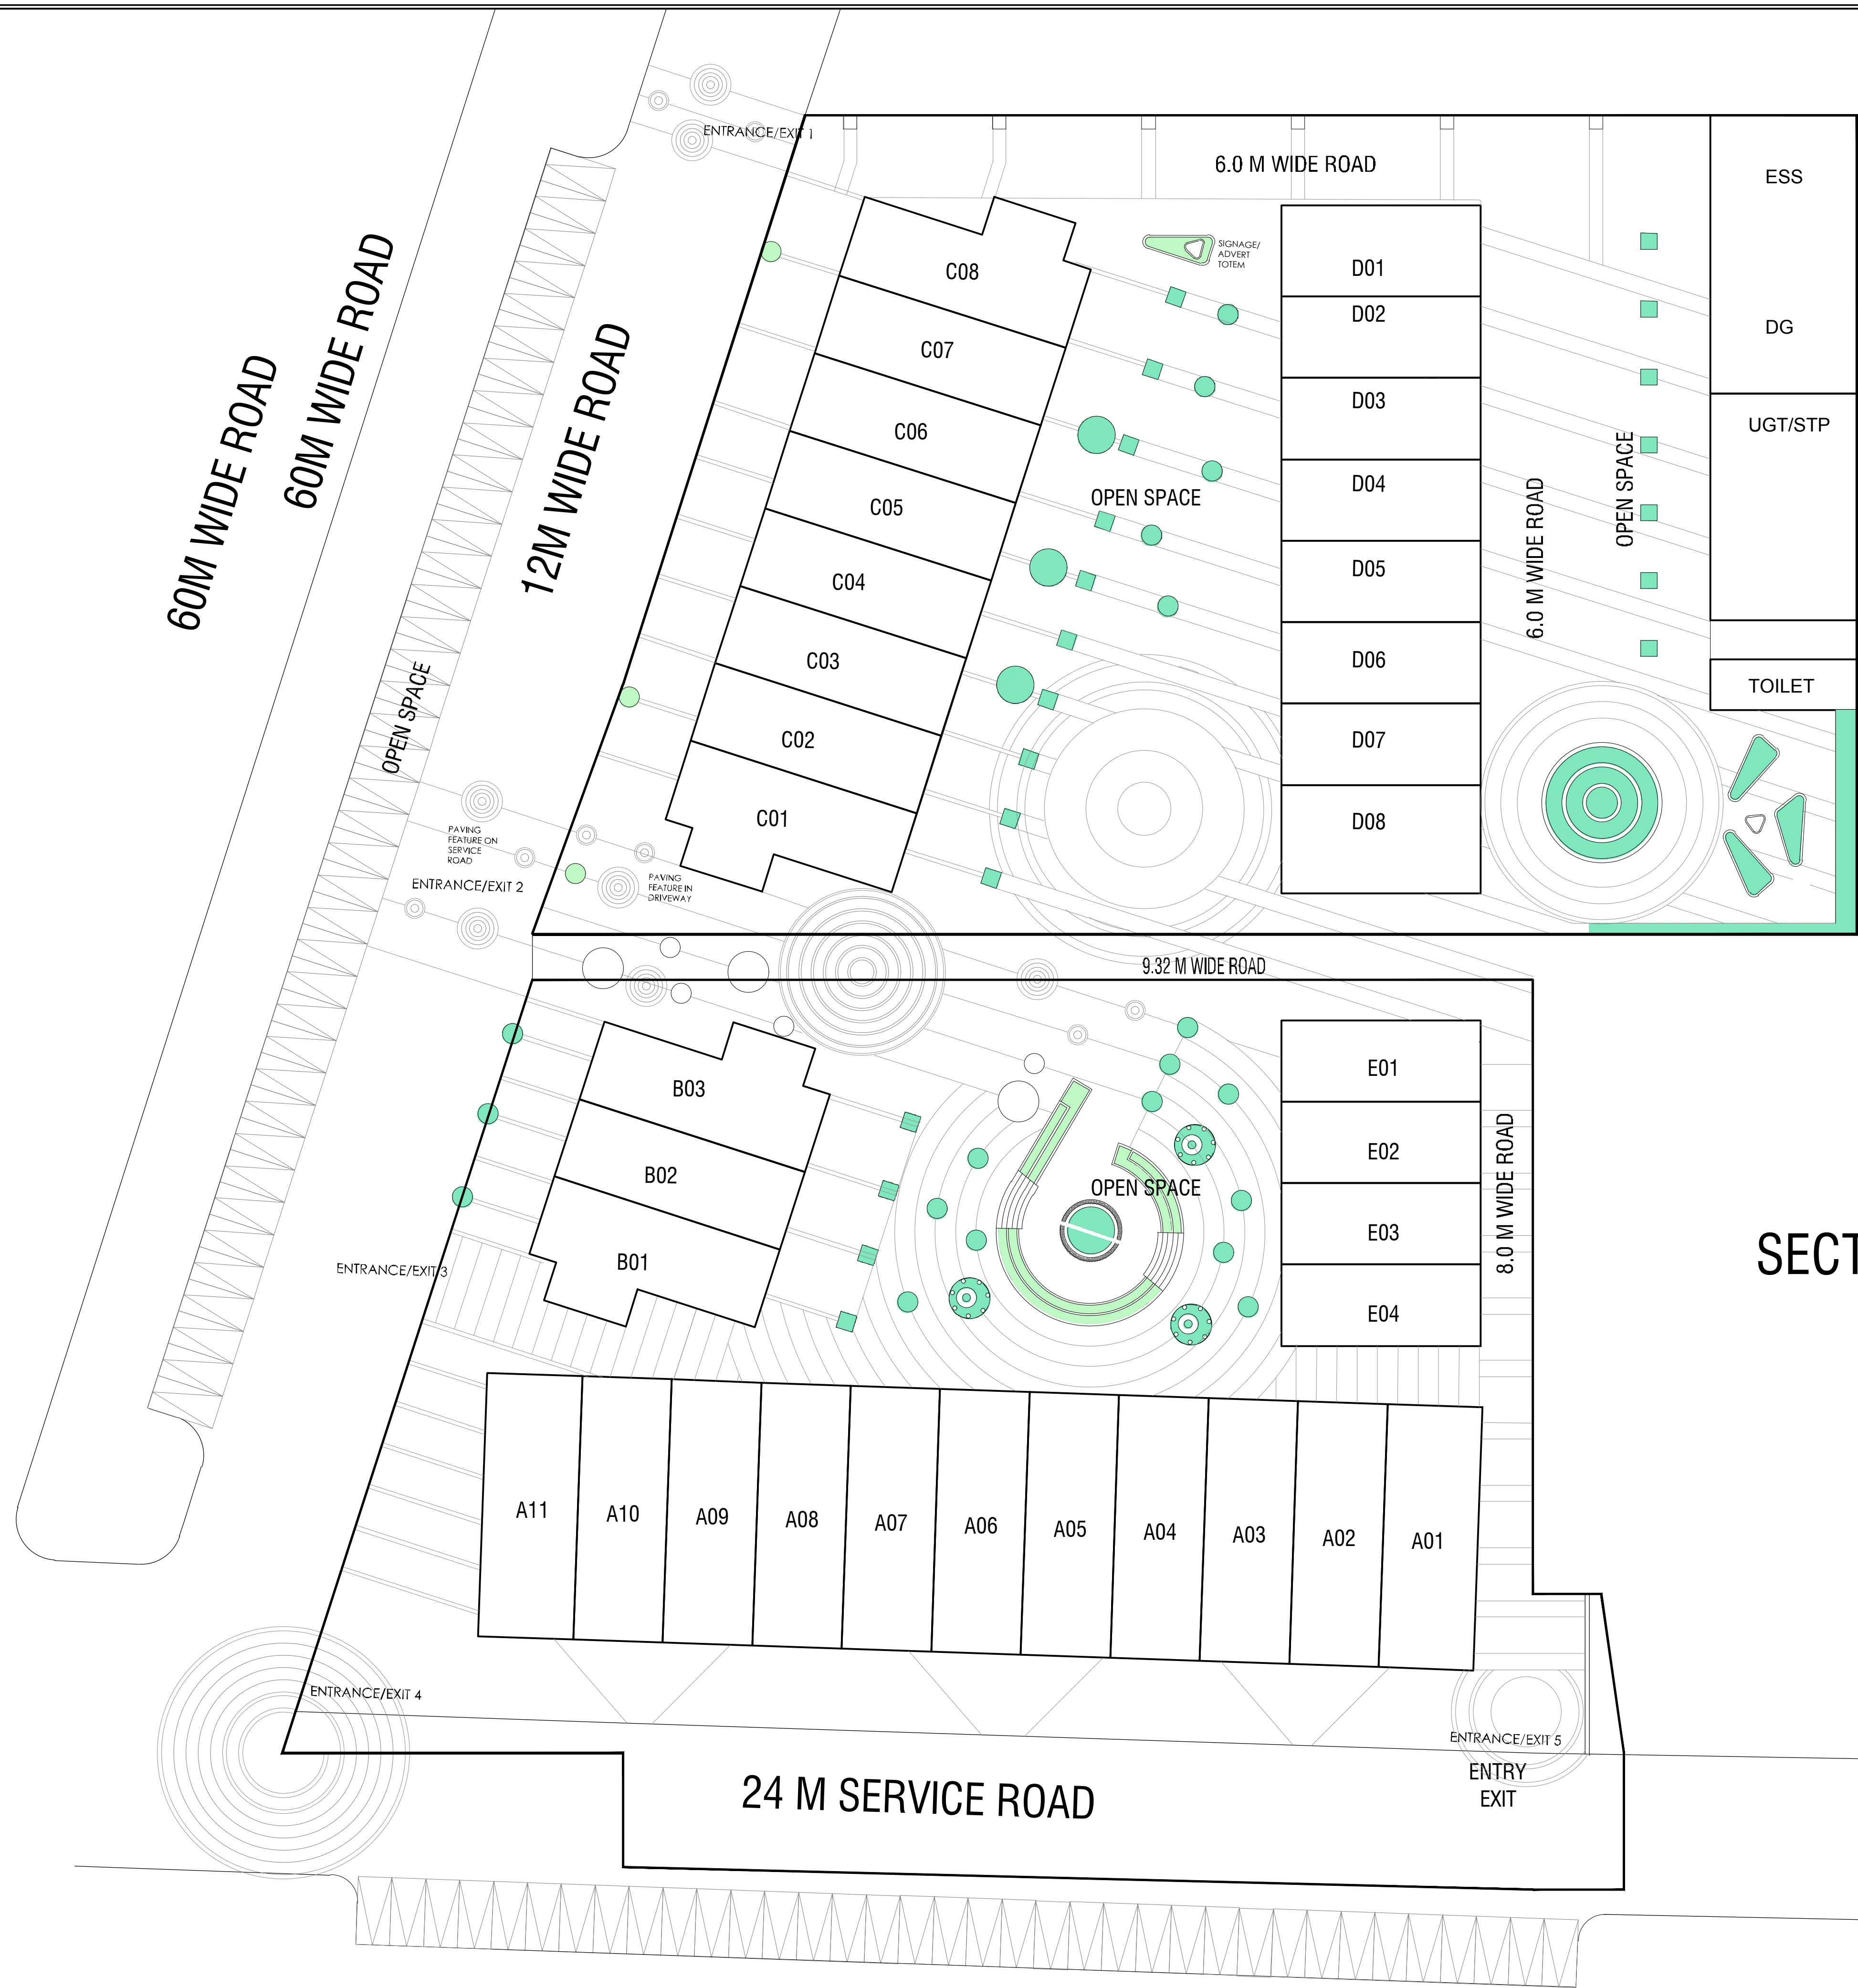 ENTRANCE/EXIT 1
6.0 M WIDE ROAD
ESS
60M WIDE ROAD
60M WIDE ROAD
12M WIDE ROAD
SIGNAGE/
ADVERT
TOTEM
C08
C07
C06
C05
C04
C03
C02
C01
OPEN SPACE
D01
D02
D03
D04
D05
D06
D07
D08
6.0 M WIDE ROAD
OPEN SPACE
DG
UGT/STP
TOILET
OPEN SPACE
PAVING
FEATURE ON
SERVICE
ROAD
ENTRANCE/EXIT 2
PAVING
FEATURE IN
DRIVEWAY
9.32 M WIDE ROAD
B03
B02
B01
OPEN SPACE
E01
E02
E03
E04
8.0 M WIDE ROAD
SECT
ENTRANCE/EXIT 3
A11
A10
A09
A08
A07
A06
A05
A04
A03
A02
A01
ENTRANCE/EXIT 4
ENTRANCE/EXIT 5
ENTRY
EXIT
24 M SERVICE ROAD